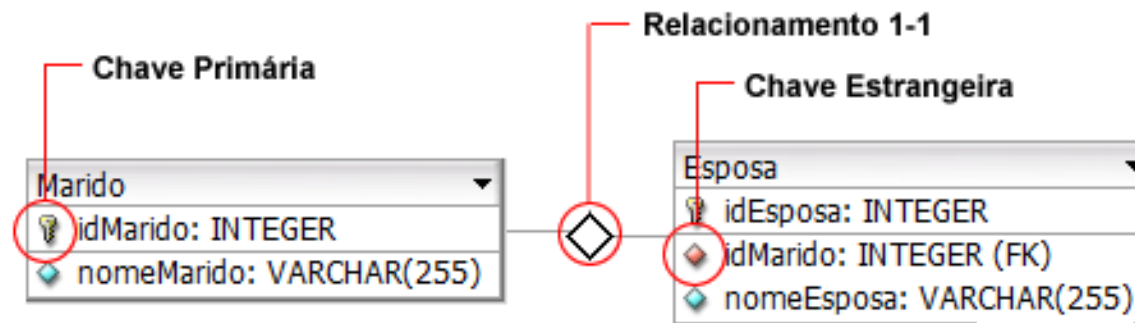 Relacionamento 1-1
Chave Primária
Chave Estrangeira
Marido
idMarido: INTEGER
nomeMarido: VARCHAR(255)
Esposa
idEsposa: INTEGER
idMarido: INTEGER (FK)
nomeEsposa: VARCHAR(255)